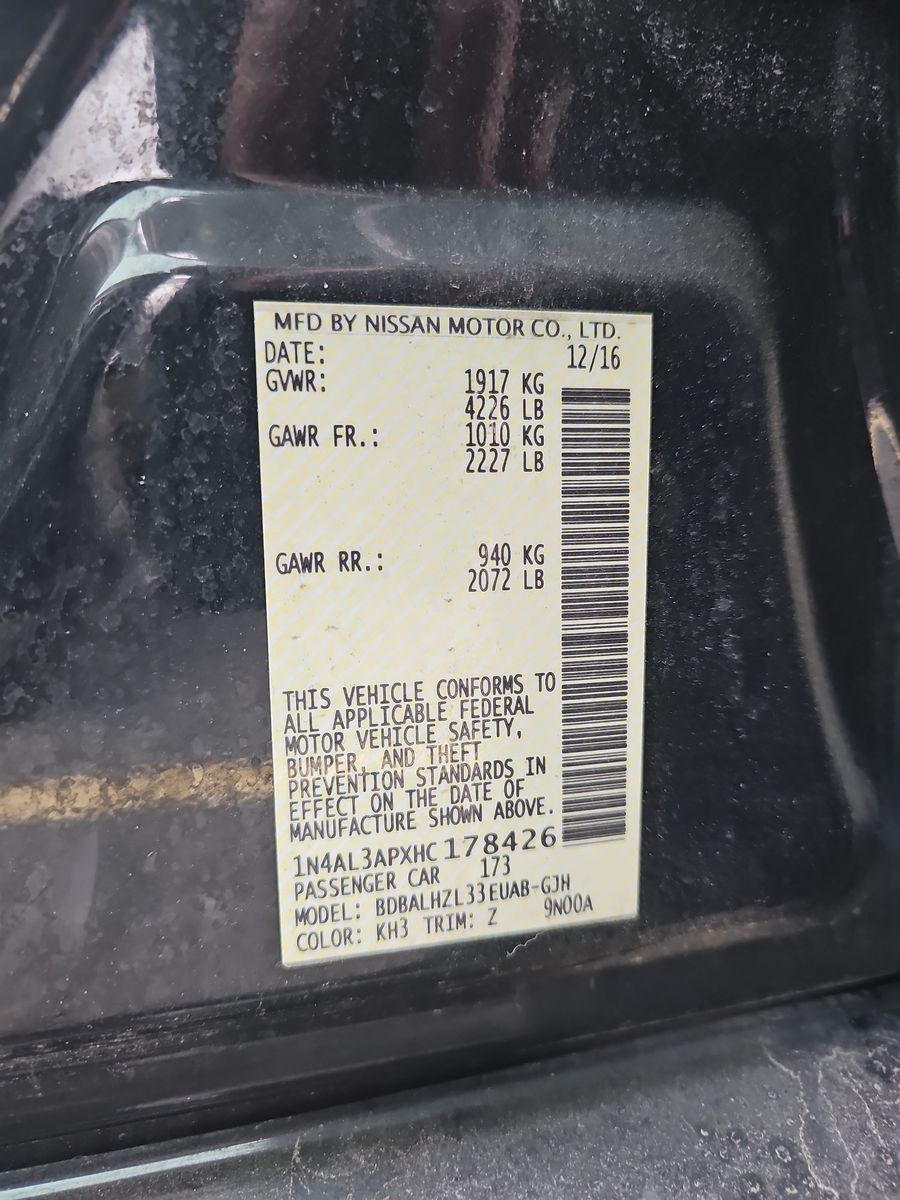 MFD BY NISSAN MOTOR CO., LTD.
DATE: 12/16
GVWR: 1917 KG
4226 LB
GAWR FR.: 1010 KG
2227 LB
GAWR RR.: 940 KG
2072 LB
THIS VEHICLE CONFORMS TO
ALL APPLICABLE FEDERAL
MOTOR VEHICLE SAFETY,
BUMPER, AND THEFT
PREVENTION STANDARDS IN
EFFECT ON THE DATE OF
MANUFACTURE SHOWN ABOVE.
1N4AL3APXHC178426
PASSENGER CAR 173
MODEL: BDBALHZL33EUAB-GJH
COLOR: KH3 TRIM: Z 9N00A